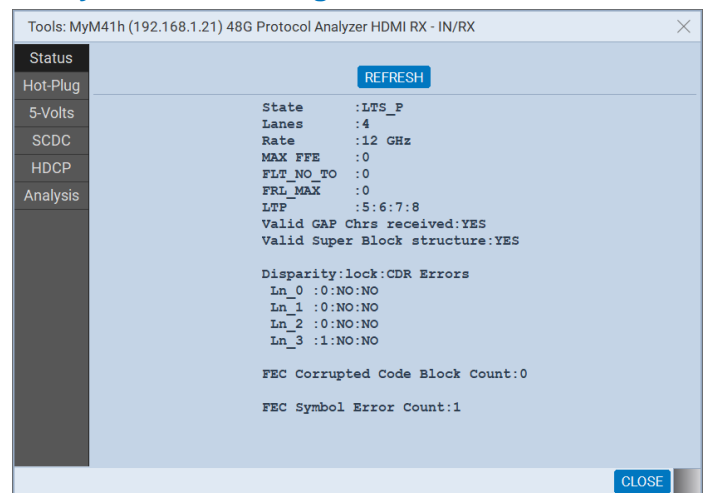 Tools: MyM41h (192.168.1.21) 48G Protocol Analyzer HDMI RX - IN/RX
Status
Hot-Plug
5-Volts
SCDC
HDCP
Analysis
REFRESH
State :LTS_P
Lanes :4
Rate :12 GHz
MAX FFE :0
FLT_NO_TO :0
FRL_MAX :0
LTP :5:6:7:8
Valid GAP Chrs received:YES
Valid Super Block structure:YES
Disparity:lock:CDR Errors
Ln_0 :0:NO:NO
Ln_1 :0:NO:NO
Ln_2 :0:NO:NO
Ln_3 :1:NO:NO
FEC Corrupted Code Block Count:0
FEC Symbol Error Count:1
CLOSE